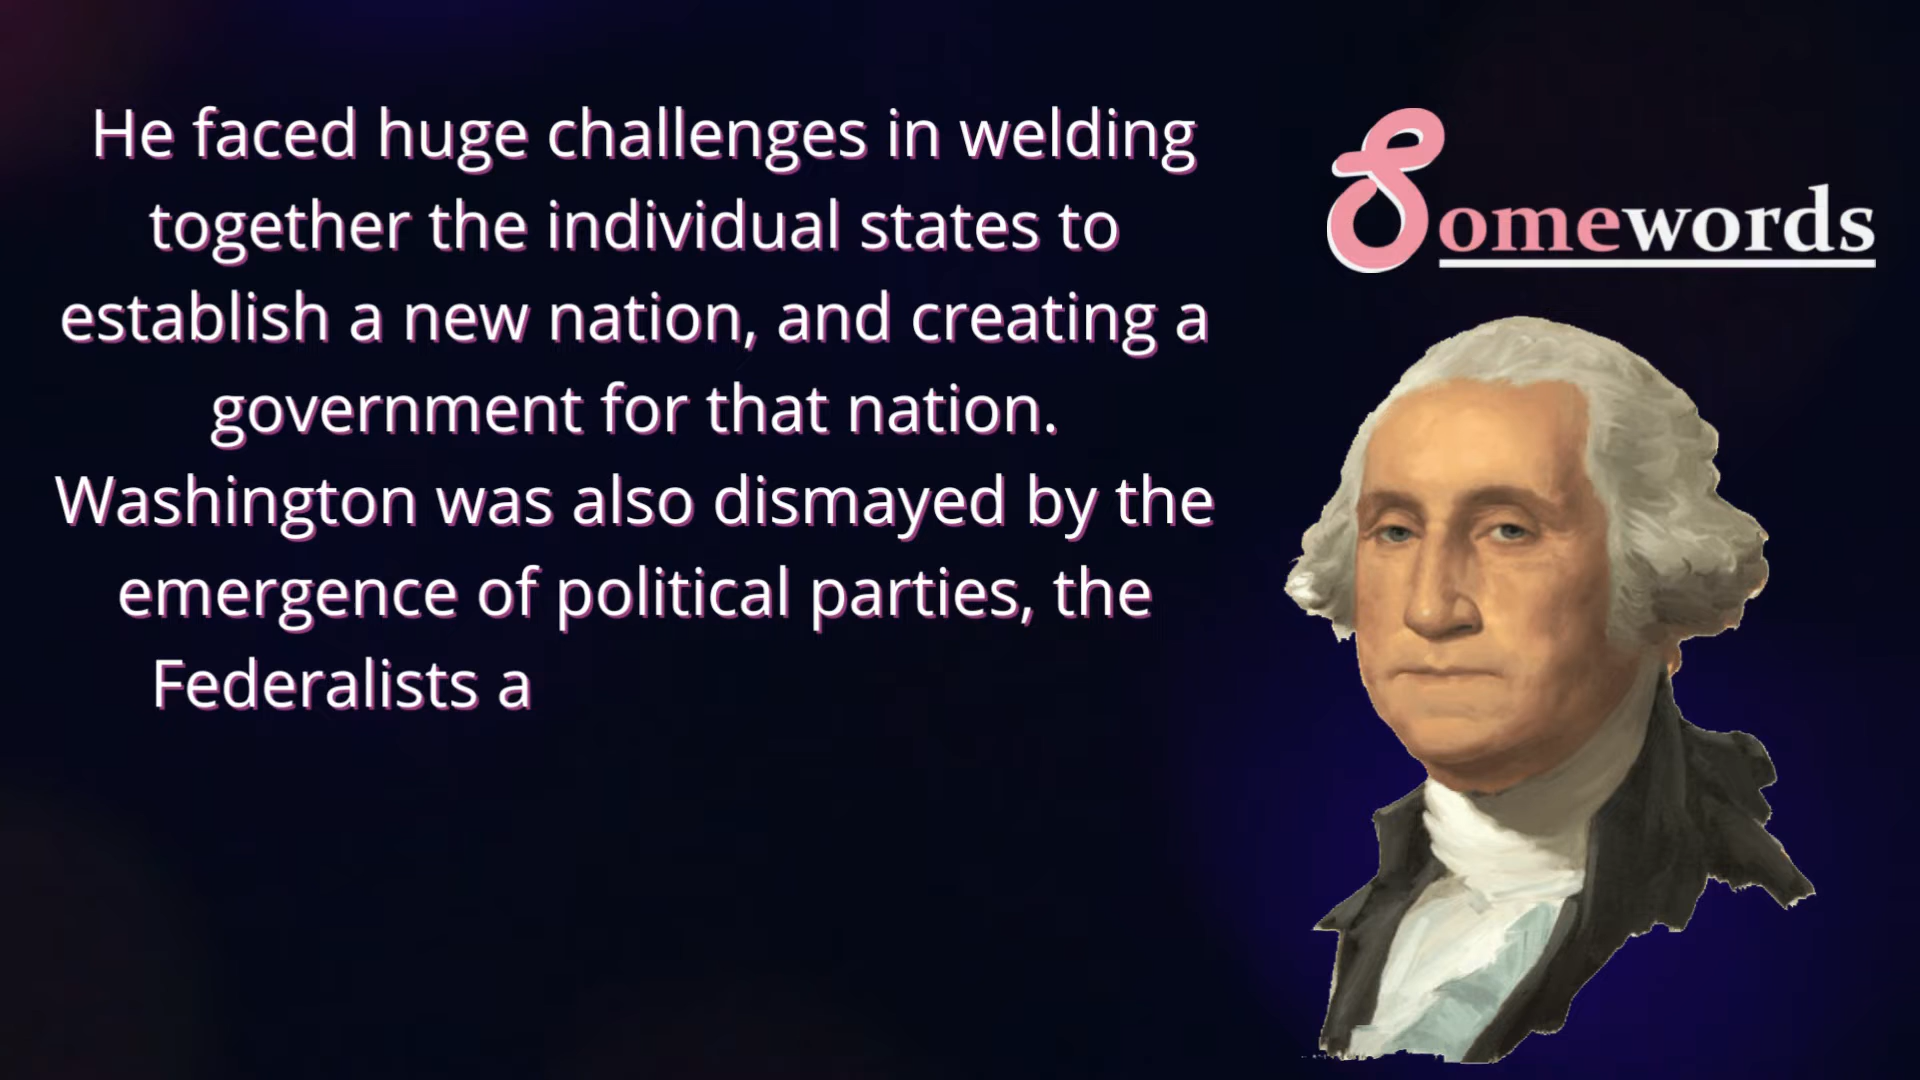 He faced huge challenges in welding
together the individual states to
establish a new nation, and creating a
government for that nation.
Washington was also dismayed by the
emergence of political parties, the
Federalists a
Somewords